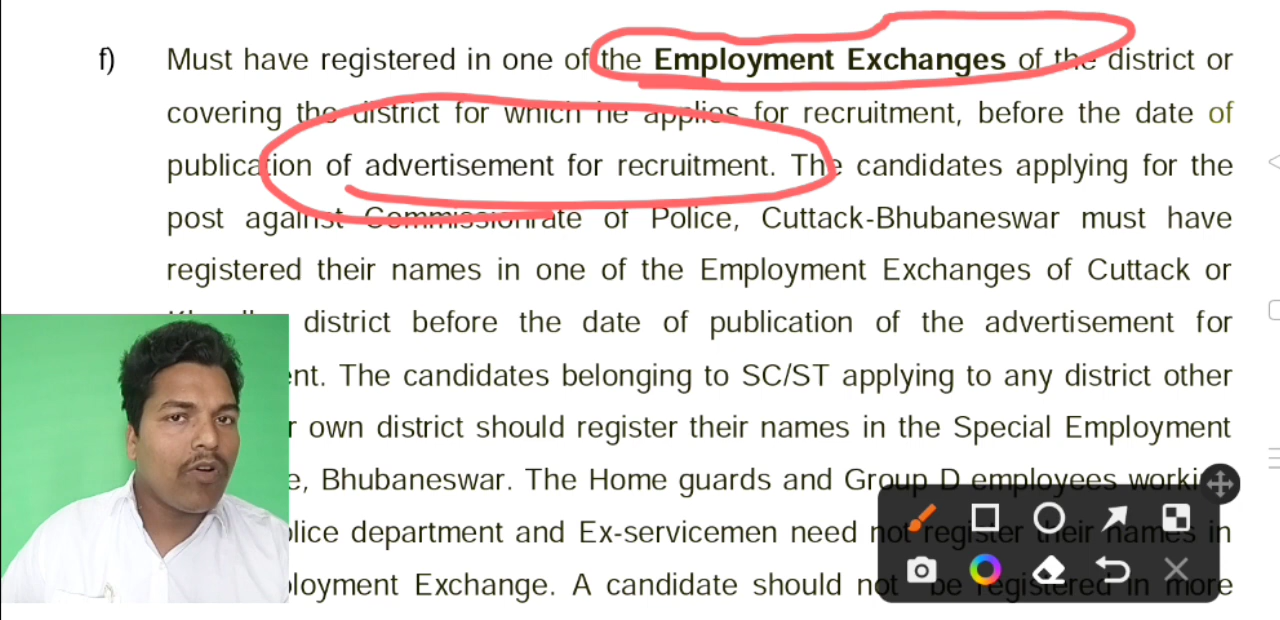 f) Must have registered in one of the Employment Exchanges of the district or
covering the district for which he applies for recruitment, before the date of
publication of advertisement for recruitment. The candidates applying for the
post against Commissionrate of Police, Cuttack-Bhubaneswar must have
registered their names in one of the Employment Exchanges of Cuttack or
district before the date of publication of the advertisement for
The candidates belonging to SC/ST applying to any district other
own district should register their names in the Special Employment
Bhubaneswar. The Home guards and Group D employees
department and Ex-servicemen need not register their names in
Exchange. A candidate should not be registered in more